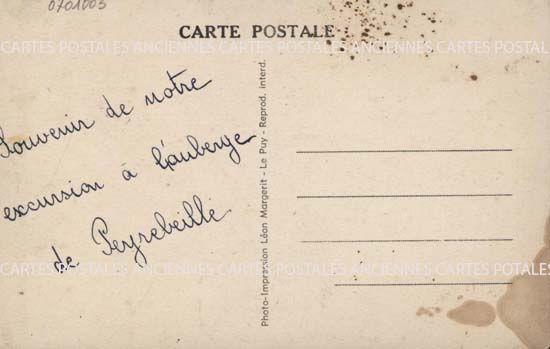 0701003
CARTE POSTALE
CARTES POSTALES ANCIENNES CARTES POSTALES ANCIENNES CARTES POSTALES
Souvenir de notre
excursion à l'auberge
de Peyrebeille
Photo-Impression Léon Margerit - Le Puy - Reprod. interd.
CARTES POSTALES ANCIENNES CARTES POSTALES ANCIENNES CARTES POSTALES